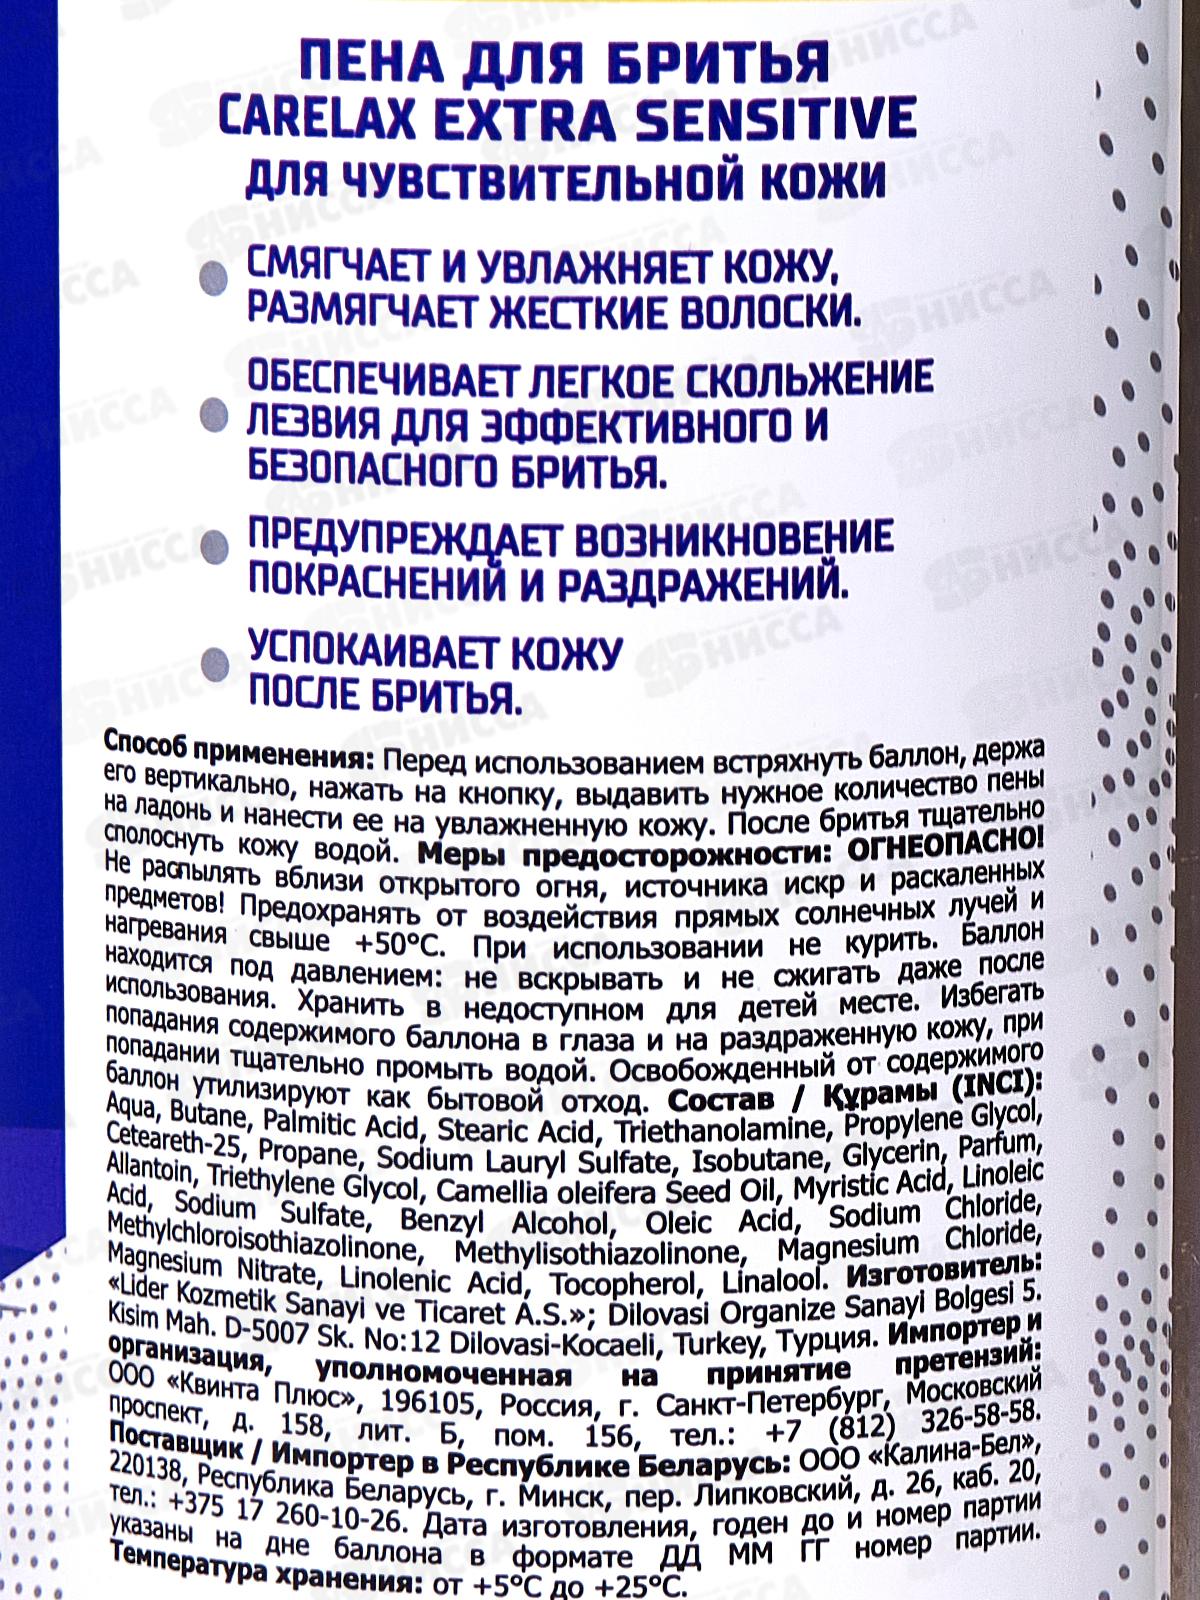 ПЕНА ДЛЯ БРИТЬЯ
CARELAX EXTRA SENSITIVE
ДЛЯ ЧУВСТВИТЕЛЬНОЙ КОЖИ
СМЯГЧАЕТ И УВЛАЖНЯЕТ КОЖУ,
РАЗМЯГЧАЕТ ЖЕСТКИЕ ВОЛОСКИ.
ОБЕСПЕЧИВАЕТ ЛЕГКОЕ СКОЛЬЖЕНИЕ
ЛЕЗВИЯ ДЛЯ ЭФФЕКТИВНОГО И
БЕЗОПАСНОГО БРИТЬЯ.
ПРЕДУПРЕЖДАЕТ ВОЗНИКНОВЕНИЕ
ПОКРАСНЕНИЙ И РАЗДРАЖЕНИЙ.
УСПОКАИВАЕТ КОЖУ
ПОСЛЕ БРИТЬЯ.
Способ применения: Перед использованием встряхнуть баллон, держа
его вертикально, нажать на кнопку, выдавить нужное количество пены
на ладонь и нанести ее на увлажненную кожу. После бритья тщательно
сполоснуть кожу водой. Меры предосторожности: ОГНЕОПАСНО!
Не распылять вблизи открытого огня, источника искр и раскаленных
предметов! Предохранять от воздействия прямых солнечных лучей и
нагревания свыше +50°С. При использовании не курить. Баллон
находится под давлением: не вскрывать и не сжигать даже после
использования. Хранить в недоступном для детей месте. Избегать
попадания содержимого баллона в глаза и на раздраженную кожу, при
попадании тщательно промыть водой. Освобожденный от содержимого
баллон утилизируют как бытовой отход. Состав / Құрамы (INCI):
Aqua, Butane, Palmitic Acid, Stearic Acid, Triethanolamine, Propylene Glycol,
Ceteareth-25, Propane, Sodium Lauryl Sulfate, Isobutane, Glycerin, Parfum,
Allantoin, Triethylene Glycol, Camellia oleifera Seed Oil, Myristic Acid, Linoleic
Acid, Sodium Sulfate, Benzyl Alcohol, Oleic Acid, Sodium Chloride,
Methylchloroisothiazolinone, Methylisothiazolinone, Magnesium Chloride,
Magnesium Nitrate, Linolenic Acid, Tocopherol, Linalool. Изготовитель:
«Lider Kozmetik Sanayi ve Ticaret A.S.»; Dilovasi Organize Sanayi Bolgesi 5.
Kisim Mah. D-5007 Sk. No:12 Dilovasi-Kocaeli, Turkey, Турция. Импортер и
организация, уполномоченная на принятие претензий:
ООО «Квинта Плюс», 196105, Россия, г. Санкт-Петербург, Московский
проспект, д. 158, лит. Б, пом. 156, тел.: +7 (812) 326-58-58.
Поставщик / Импортер в Республике Беларусь: ООО «Калина-Бел»,
220138, Республика Беларусь, г. Минск, пер. Липковский, д. 26, каб. 20,
тел.: +375 17 260-10-26. Дата изготовления, годен до и номер партии
указаны на дне баллона в формате ДД ММ ГГ номер партии.
Температура хранения: от +5°С до +25°С.